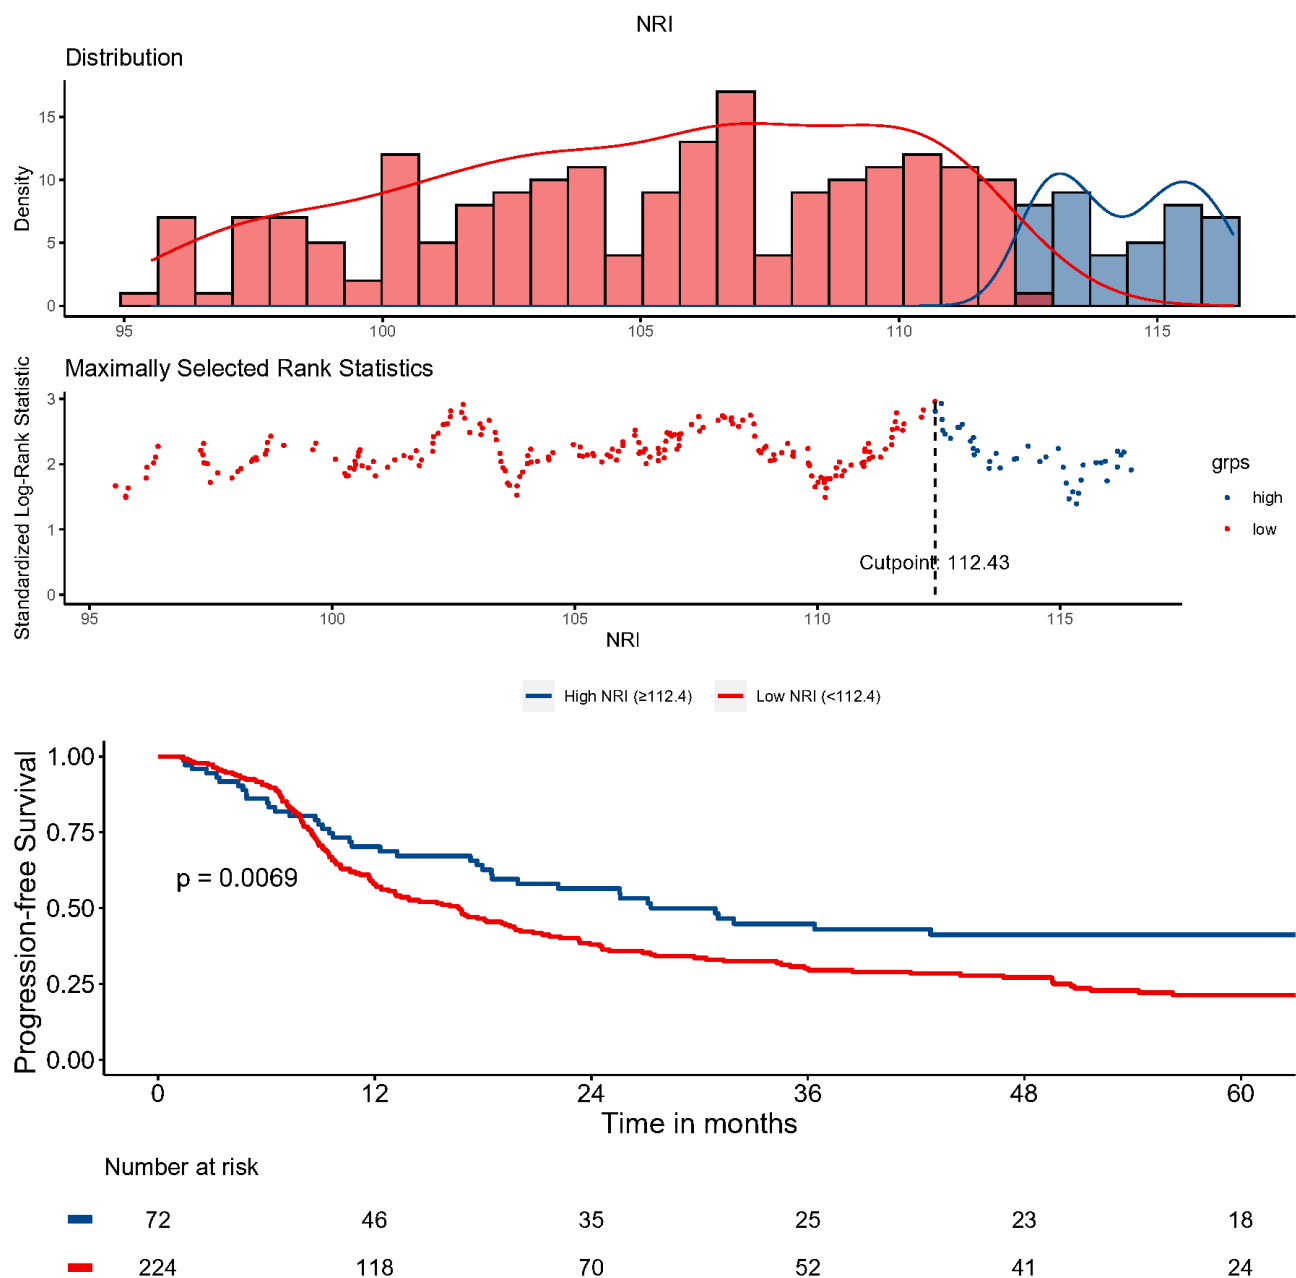 NRI
Distribution
Density
15
10
5
0
95 100 105 110 115
Maximally Selected Rank Statistics
Standardized Log-Rank Statistic
3
2
1
0
Cutpoint: 112.43
95 100 105 110 115
NRI
grps
high
low
High NRI (≥112.4) Low NRI (<112.4)
Progression-free Survival
1.00
0.75
0.50
0.25
0.00
p = 0.0069
0 12 24 36 48 60
Time in months
Number at risk
72 46 35 25 23 18
224 118 70 52 41 24